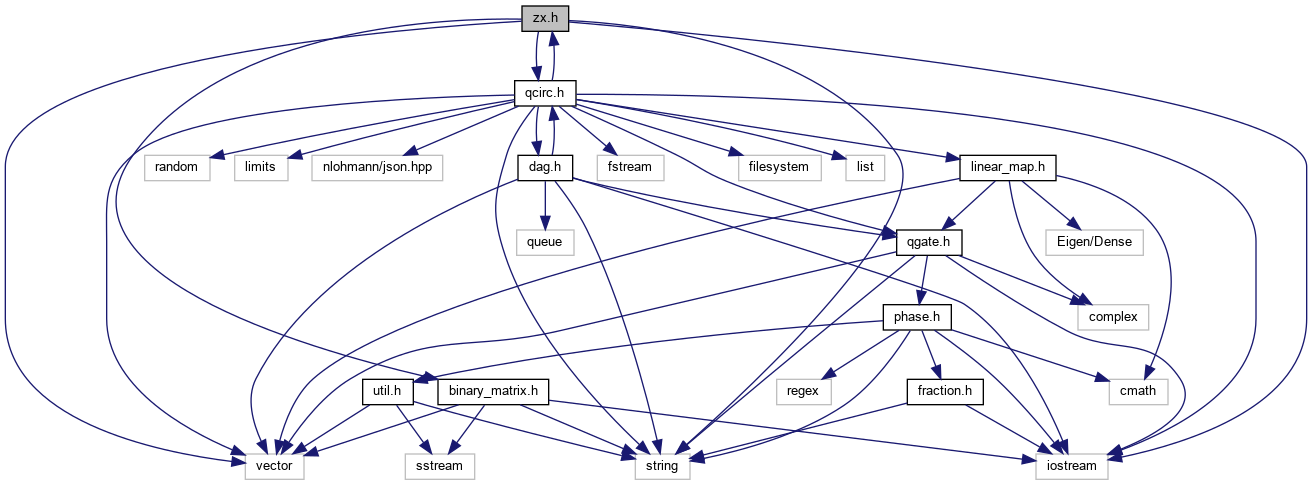 zx.h
qcirc.h
random
limits
nlohmann/json.hpp
dag.h
fstream
filesystem
list
linear_map.h
queue
qgate.h
Eigen/Dense
phase.h
complex
util.h
binary_matrix.h
regex
fraction.h
cmath
vector
sstream
string
iostream